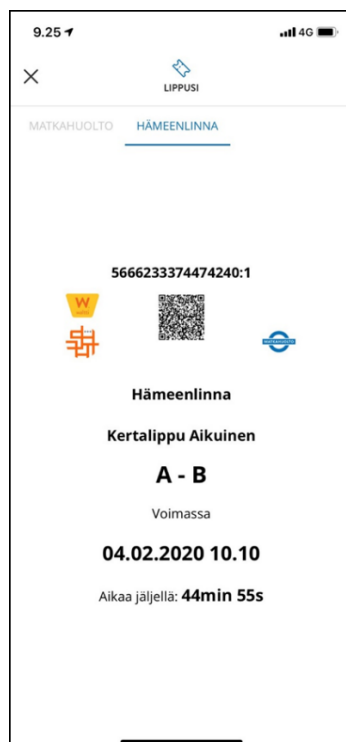 9.25
4G
LIPPUSI
MATKAHUOLTO HÄMEENLINNA
5666233374474240:1
W
MATKAHUOLTO
Hämeenlinna
Kertalippu Aikuinen
A - B
Voimassa
04.02.2020 10.10
Aikaa jäljellä: 44min 55s